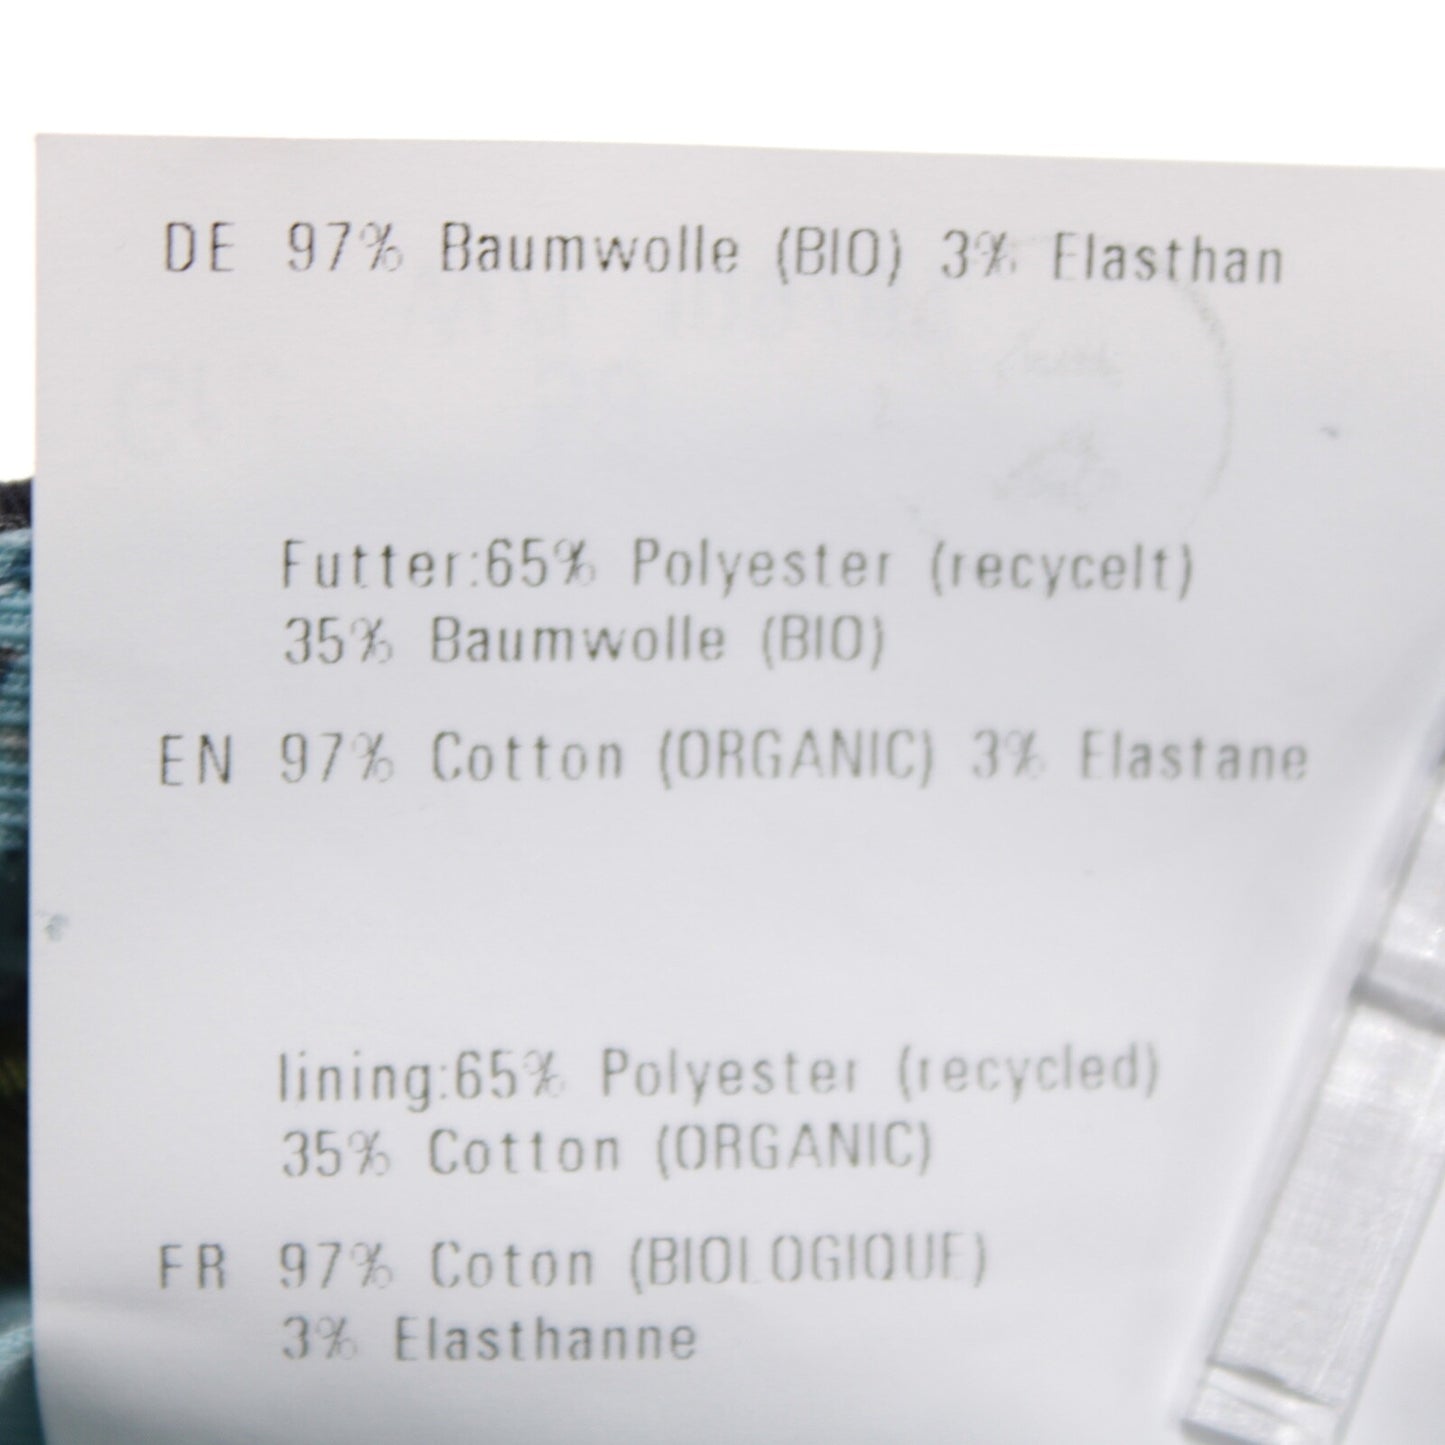 DE 97% Baumwolle (BIO) 3% Elasthan
Futter:65% Polyester (recycelt)
35% Baumwolle (BIO)
EN 97% Cotton (ORGANIC) 3% Elastane
lining:65% Polyester (recycled)
35% Cotton (ORGANIC)
FR 97% Coton (BIOLOGIQUE)
3% Elasthanne